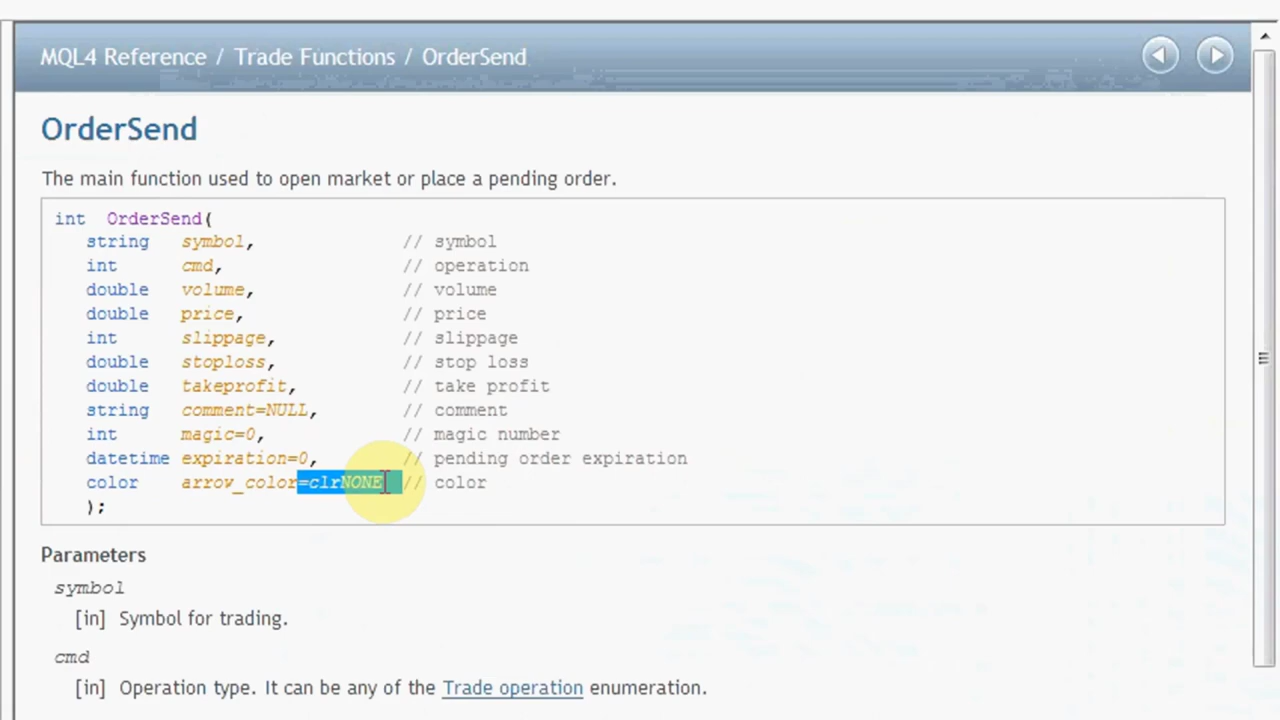 MQL4 Reference / Trade Functions / OrderSend
OrderSend
The main function used to open market or place a pending order.
int OrderSend(
string symbol, // symbol
int cmd, // operation
double volume, // volume
double price, // price
int slippage, // slippage
double stoploss, // stop loss
double takeprofit, // take profit
string comment=NULL, // comment
int magic=0, // magic number
datetime expiration=0, // pending order expiration
color arrow_color=clrNONE // color
);
Parameters
symbol
[in] Symbol for trading.
cmd
[in] Operation type. It can be any of the Trade operation enumeration.